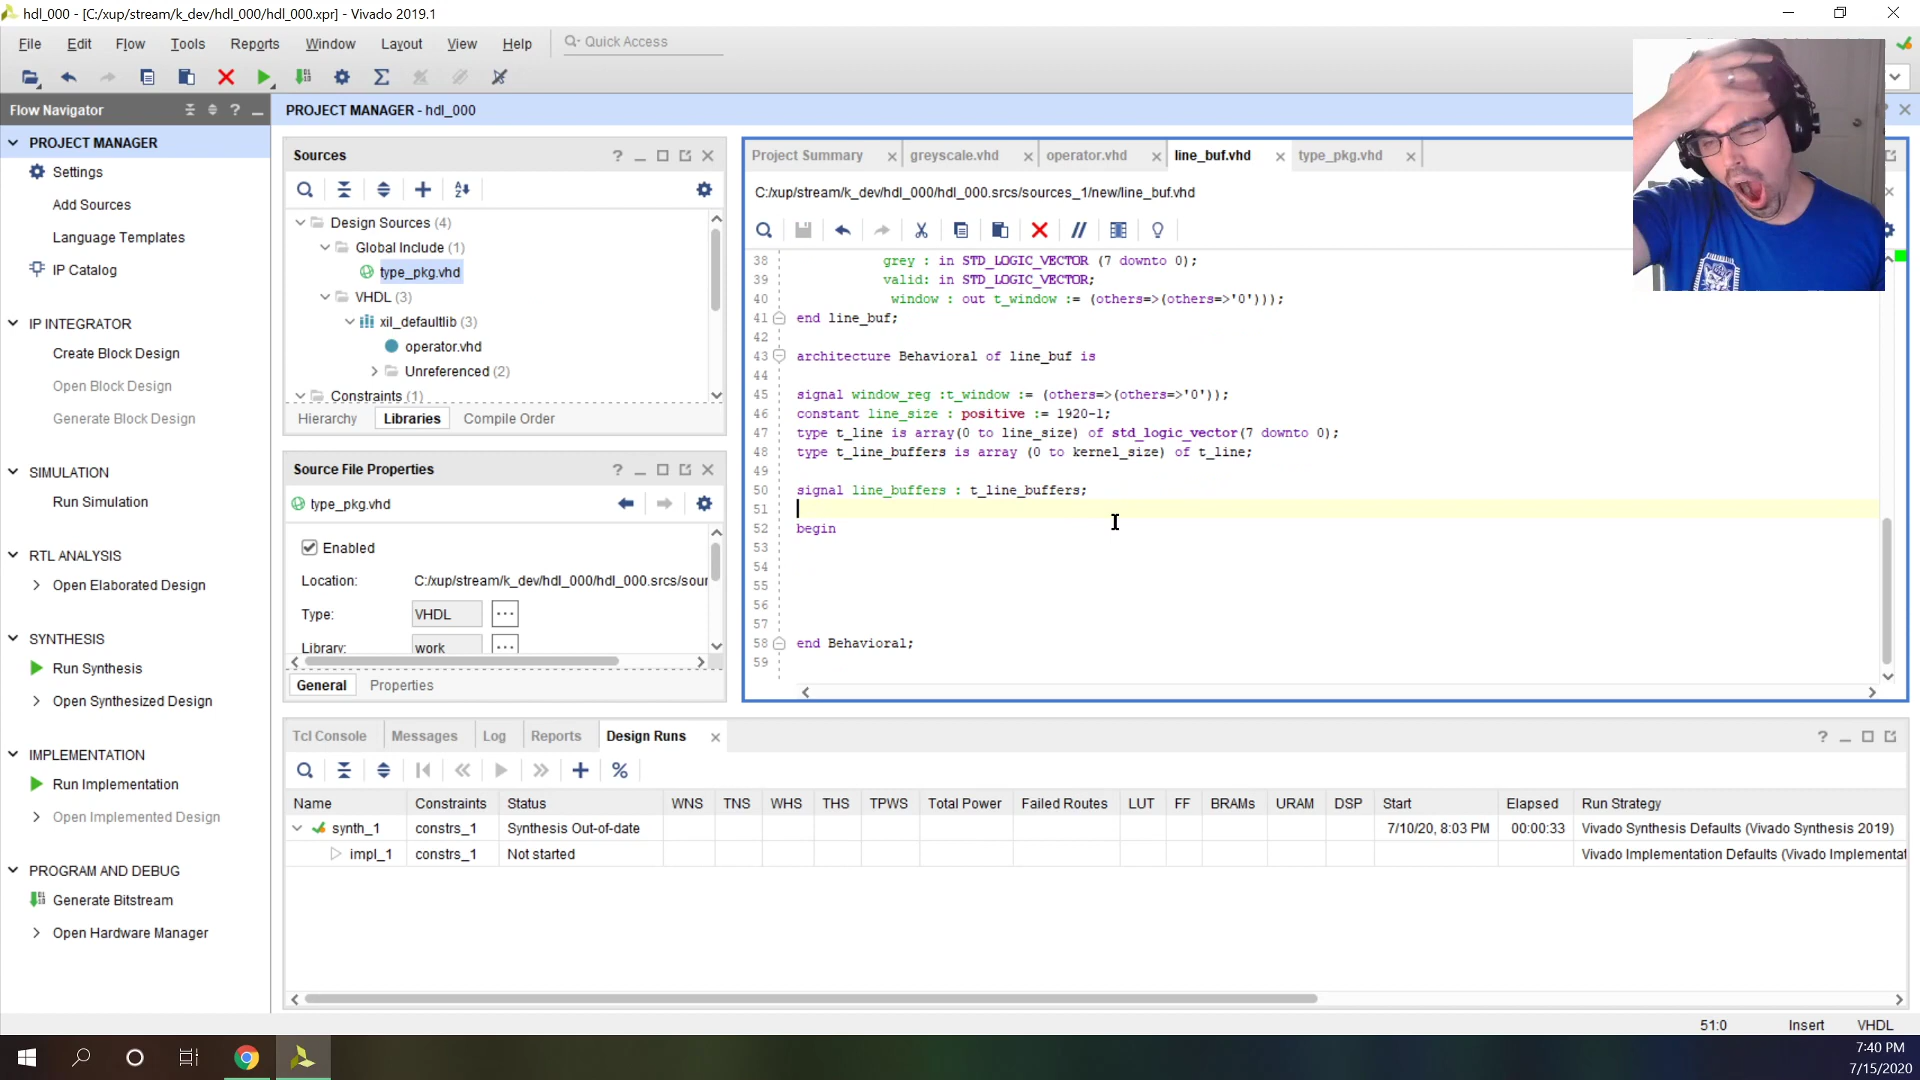 hdl_000 - [C:/xup/stream/k_dev/hdl_000/hdl_000.xpr] - Vivado 2019.1
File Edit Flow Tools Reports Window Layout View Help Quick Access
Flow Navigator
PROJECT MANAGER - hdl_000
PROJECT MANAGER
Settings
Add Sources
Language Templates
IP Catalog
IP INTEGRATOR
Create Block Design
Open Block Design
Generate Block Design
SIMULATION
Run Simulation
RTL ANALYSIS
Open Elaborated Design
SYNTHESIS
Run Synthesis
Open Synthesized Design
IMPLEMENTATION
Run Implementation
Open Implemented Design
PROGRAM AND DEBUG
Generate Bitstream
Open Hardware Manager
Sources
Design Sources (4)
Global Include (1)
type_pkg.vhd
VHDL (3)
xil_defaultlib (3)
operator.vhd
Unreferenced (2)
Constraints (1)
Hierarchy Libraries Compile Order
Source File Properties
type_pkg.vhd
Enabled
Location: C:/xup/stream/k_dev/hdl_000/hdl_000.srcs/sour
Type: VHDL
Library: work
General Properties
Project Summary greyscale.vhd operator.vhd line_buf.vhd type_pkg.vhd
C:/xup/stream/k_dev/hdl_000/hdl_000.srcs/sources_1/new/line_buf.vhd
38 grey : in STD_LOGIC_VECTOR (7 downto 0);
39 valid: in STD_LOGIC_VECTOR;
40 window : out t_window := (others=>(others=>'0')));
41 end line_buf;
42
43 architecture Behavioral of line_buf is
44
45 signal window_reg :t_window := (others=>(others=>'0'));
46 constant line_size : positive := 1920-1;
47 type t_line is array(0 to line_size) of std_logic_vector(7 downto 0);
48 type t_line_buffers is array (0 to kernel_size) of t_line;
49
50 signal line_buffers : t_line_buffers;
51
52 begin
53
54
55
56
57
58 end Behavioral;
59
Tcl Console Messages Log Reports Design Runs
Name Constraints Status WNS TNS WHS THS TPWS Total Power Failed Routes LUT FF BRAMs URAM DSP Start Elapsed Run Strategy
synth_1 constrs_1 Synthesis Out-of-date 7/10/20, 8:03 PM 00:00:33 Vivado Synthesis Defaults (Vivado Synthesis 2019)
impl_1 constrs_1 Not started Vivado Implementation Defaults (Vivado Implementat
51:0 Insert VHDL
7:40 PM
7/15/2020